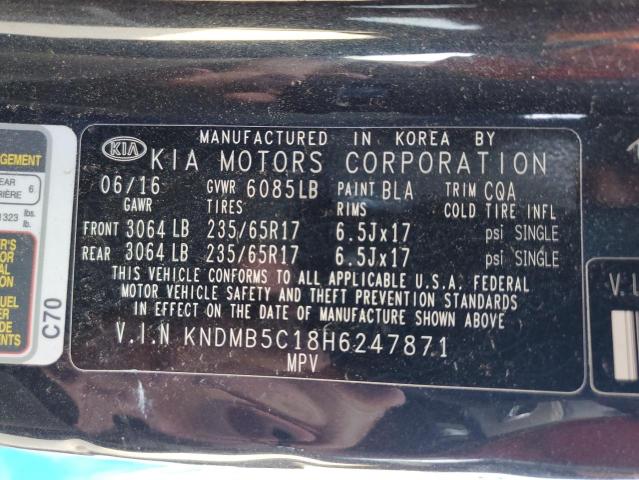 MANUFACTURED IN KOREA BY
KIA KIA MOTORS CORPORATION
06/16 GVWR 6085LB PAINT BLA TRIM CQA
GAWR TIRES RIMS COLD TIRE INFL
FRONT 3064 LB 235/65R17 6.5Jx17 psi SINGLE
REAR 3064 LB 235/65R17 6.5Jx17 psi SINGLE
THIS VEHICLE CONFORMS TO ALL APPLICABLE U.S.A. FEDERAL
MOTOR VEHICLE SAFETY AND THEFT PREVENTION STANDARDS
IN EFFECT ON THE DATE OF MANUFACTURE SHOWN ABOVE
V.I.N KNDMB5C18H6247871
MPV
6
1323 lbs.
C70